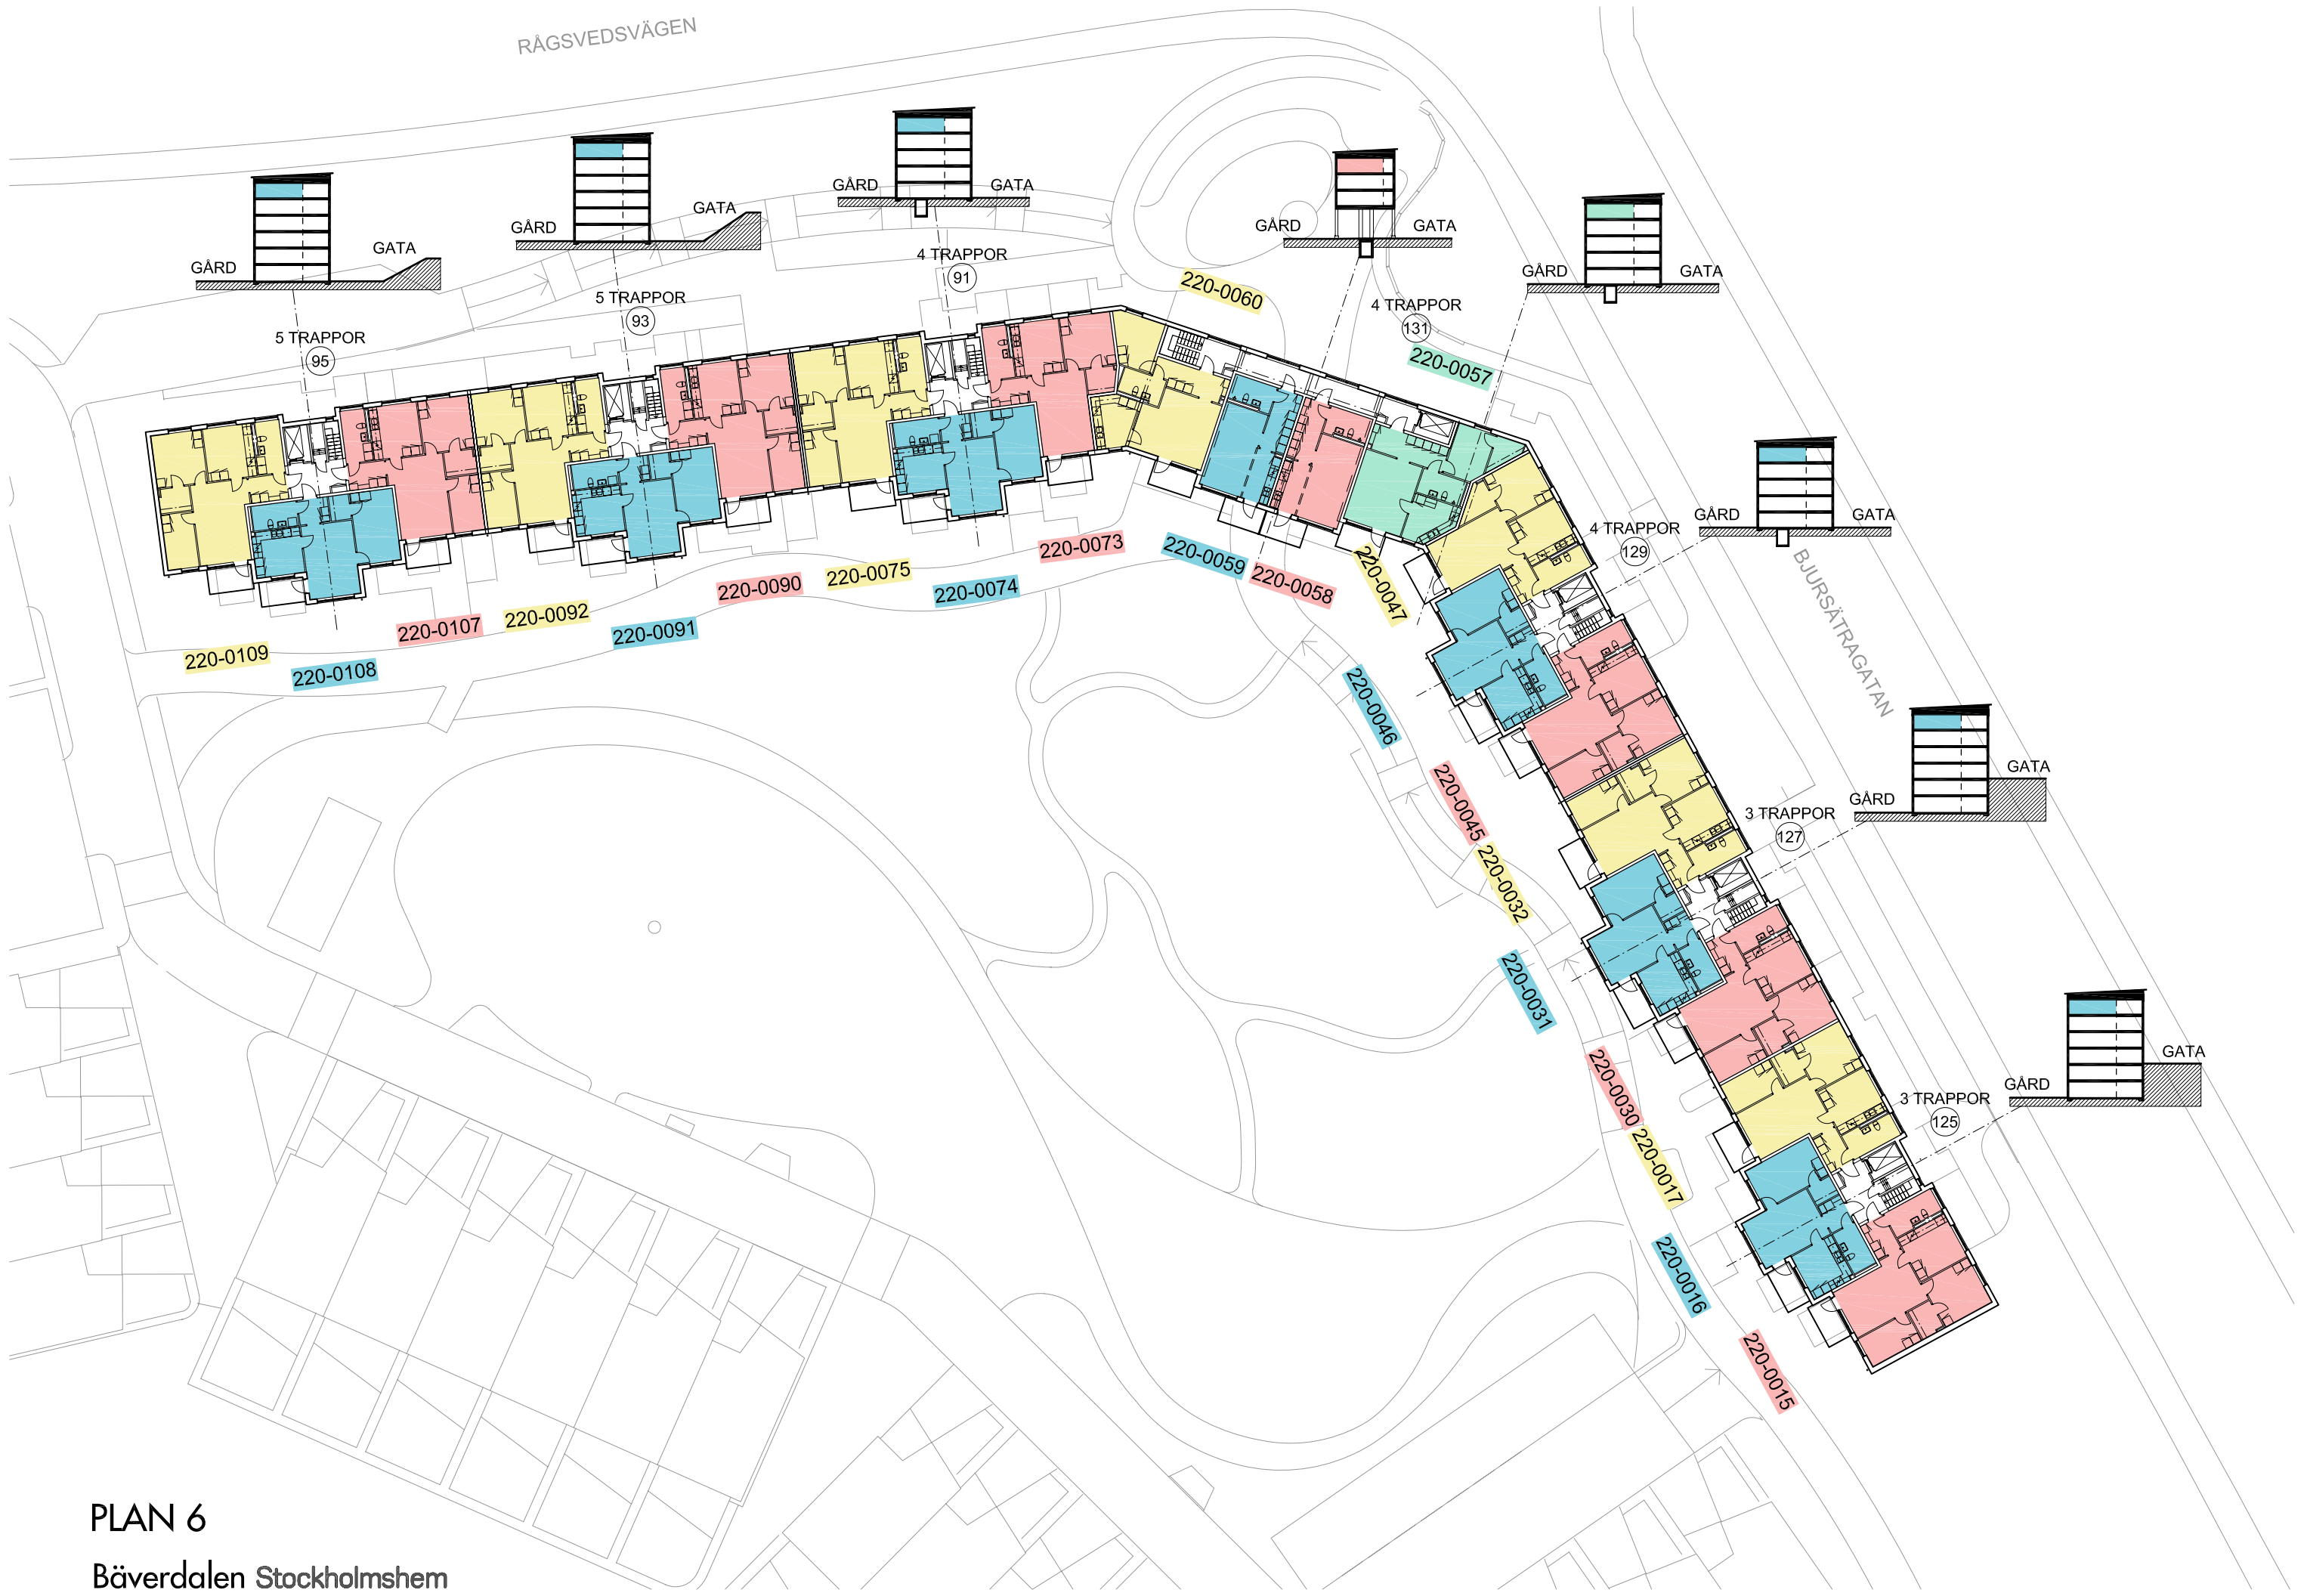 RÅGSVEDSVÄGEN
GÅRD
GATA
GÅRD
GATA
GÅRD
GATA
GÅRD
GATA
GÅRD
GATA
GÅRD
GATA
GÅRD
GATA
GÅRD
GATA
5 TRAPPOR
95
5 TRAPPOR
93
4 TRAPPOR
91
4 TRAPPOR
131
4 TRAPPOR
129
3 TRAPPOR
127
3 TRAPPOR
125
BJURSÄTRAGATAN
220-0060
220-0057
220-0109
220-0108
220-0107
220-0092
220-0091
220-0090
220-0075
220-0074
220-0073
220-0059
220-0058
220-0047
220-0046
220-0045
220-0032
220-0031
220-0030
220-0017
220-0016
220-0015
PLAN 6
Bäverdalen Stockholmshem